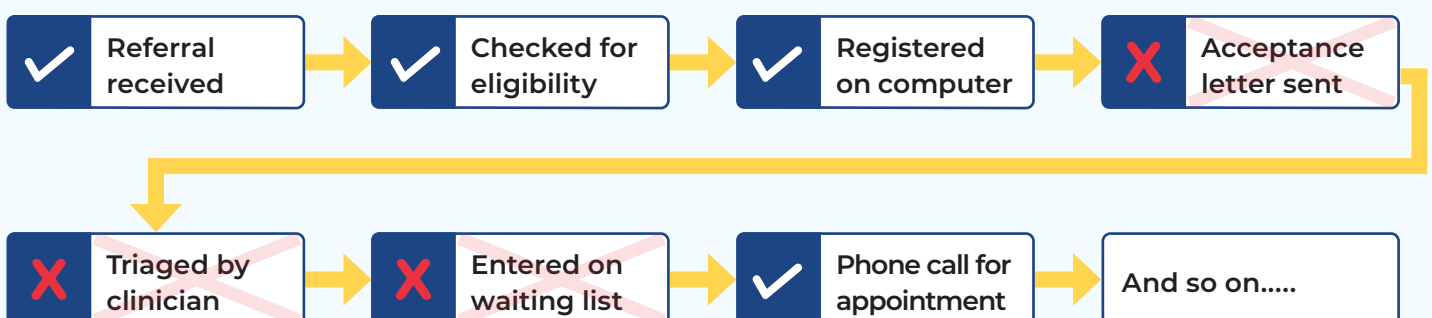 Referral
received
Checked for
eligibility
Registered
on computer
Acceptance
letter sent
Triaged by
clinician
Entered on
waiting list
Phone call for
appointment
And so on.....